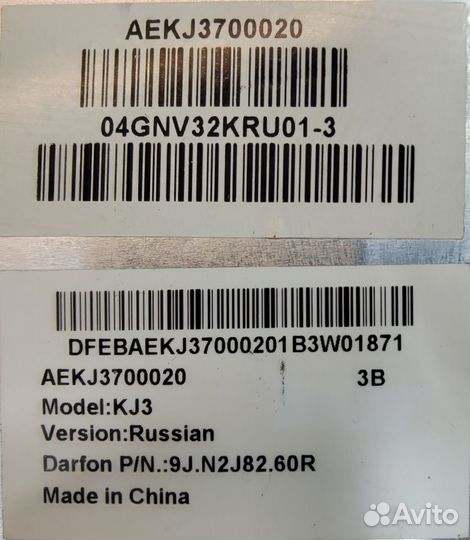 AEKJ3700020
04GNV32KRU01-3
DFEBAEKJ37000201B3W01871
AEKJ3700020 3B
Model:KJ3
Version:Russian
Darfon P/N.:9J.N2J82.60R
Made in China
Avito